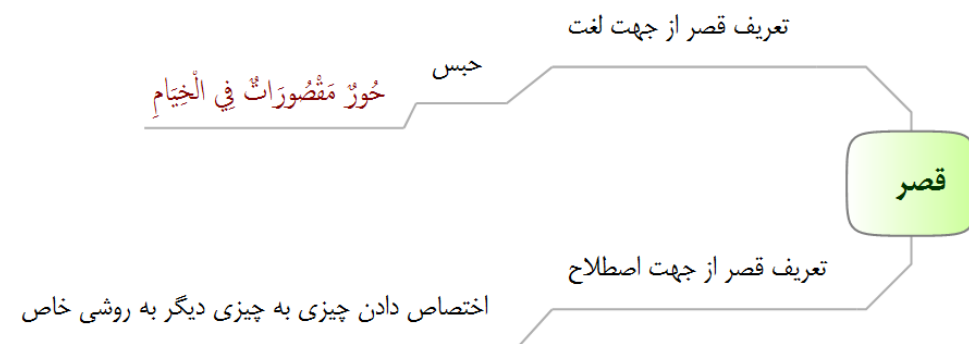 قصر
تعریف قصر از جهت لغت
حبس
حُورٌ مَقْصُورَاتٌ فِي الْخِيَامِ
تعریف قصر از جهت اصطلاح
اختصاص دادن چیزی به چیزی دیگر به روشی خاص